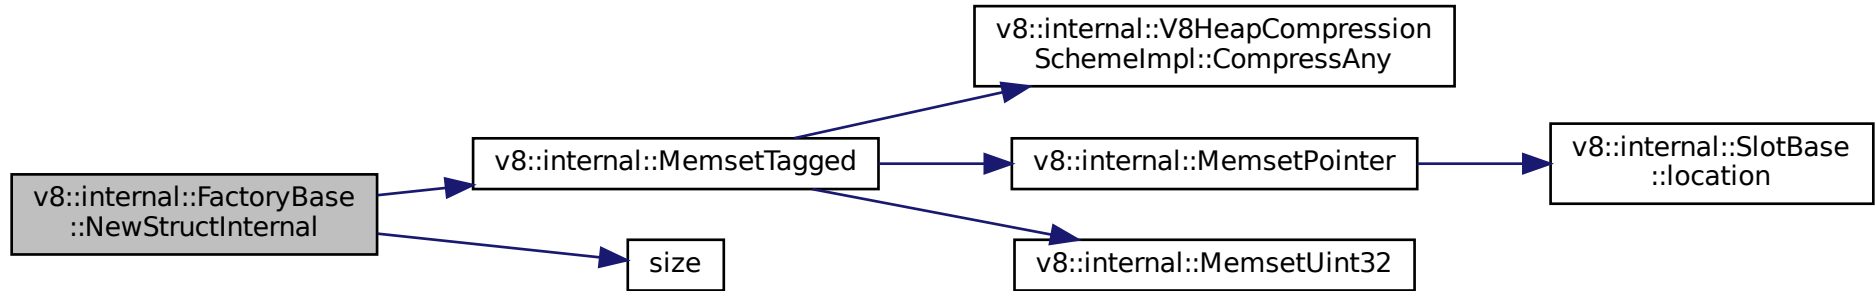 v8::internal::FactoryBase
::NewStructInternal
v8::internal::MemsetTagged
size
v8::internal::V8HeapCompression
SchemeImpl::CompressAny
v8::internal::MemsetPointer
v8::internal::MemsetUint32
v8::internal::SlotBase
::location